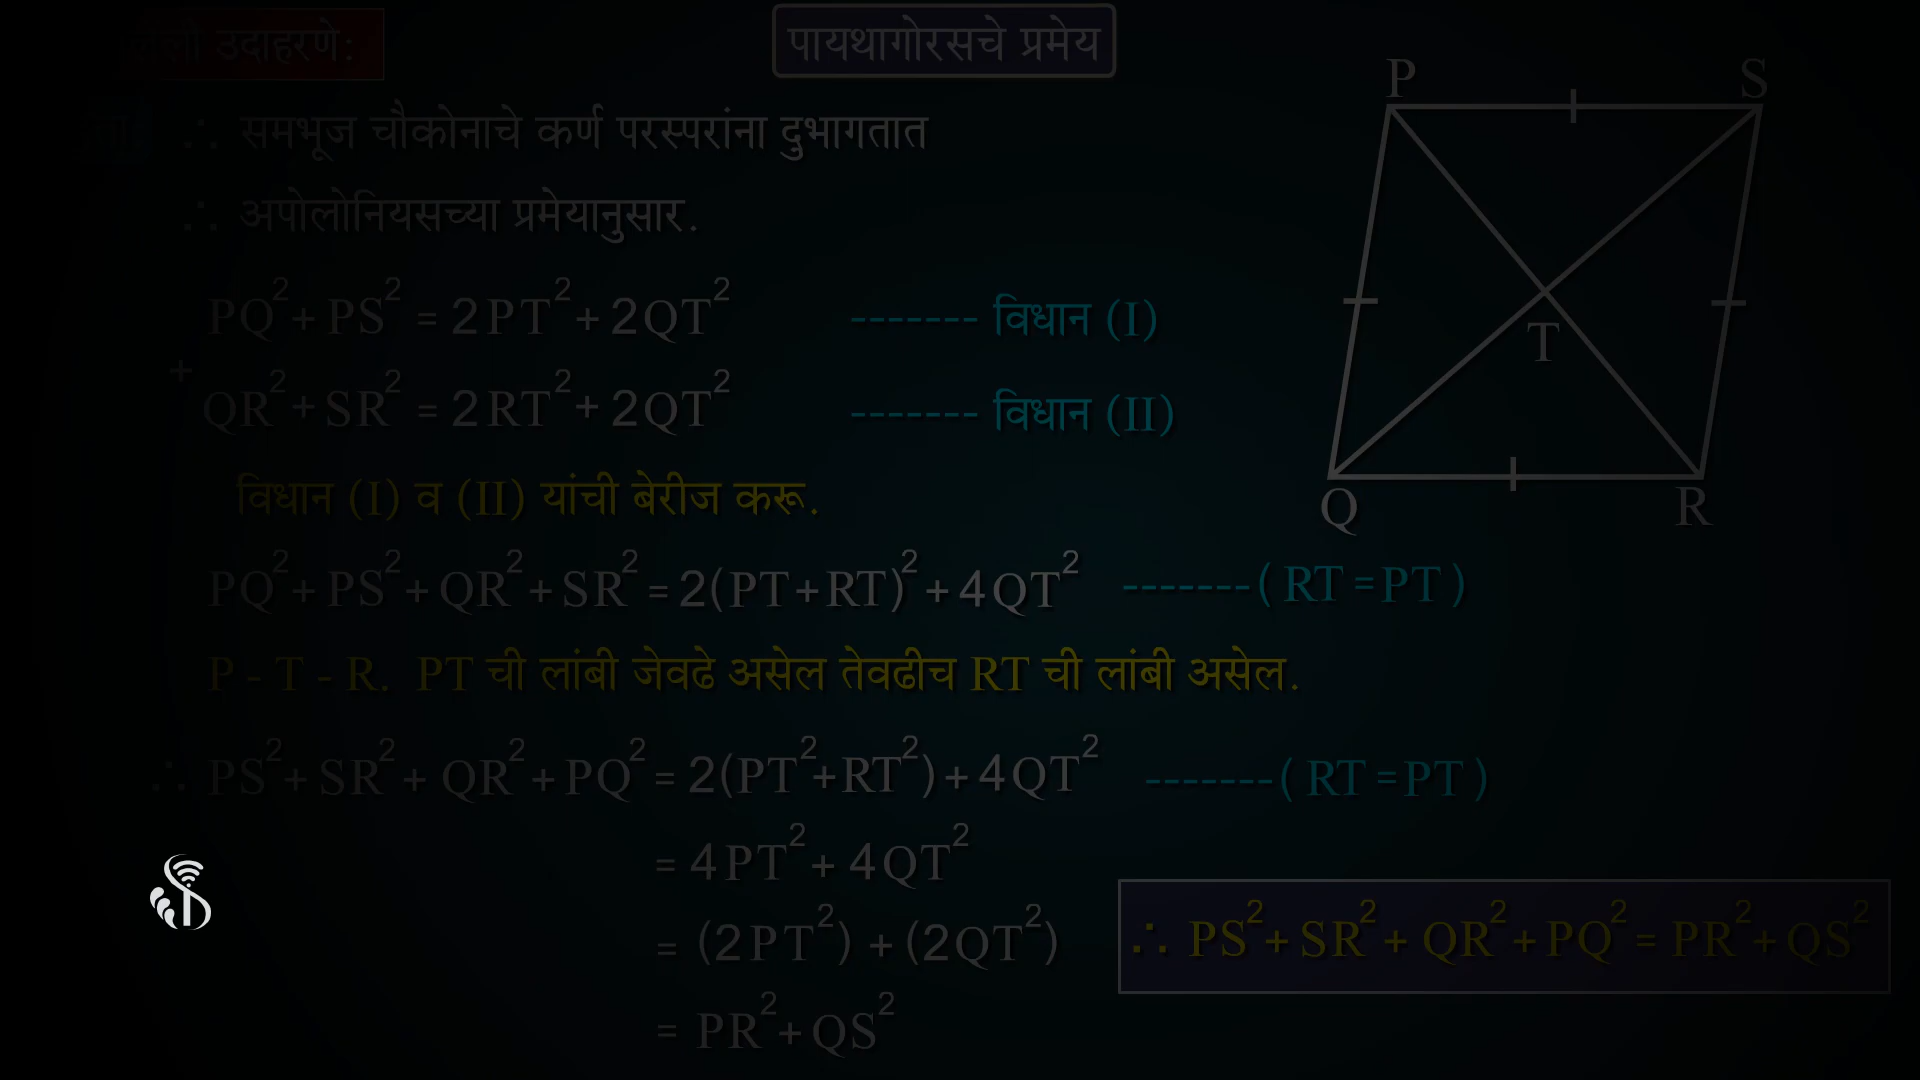 उदाहरणे:
पायथागोरसचे प्रमेय
∴ समभूज चौकोनाचे कर्ण परस्परांना दुभागतात
∴ अपोलोनियसच्या प्रमेयानुसार.
PQ² + PS² = 2PT² + 2QT² ------- विधान (I)
+
QR² + SR² = 2RT² + 2QT² ------- विधान (II)
विधान (I) व (II) यांची बेरीज करू.
PQ² + PS² + QR² + SR² = 2(PT + RT)² + 4QT² -------( RT = PT )
P - T - R. PT ची लांबी जेवढे असेल तेवढीच RT ची लांबी असेल.
∴ PS² + SR² + QR² + PQ² = 2(PT² + RT²) + 4QT² -------( RT = PT )
= 4PT² + 4QT²
= (2PT²) + (2QT²)
= PR² + QS²
∴ PS² + SR² + QR² + PQ² = PR² + QS²
P
S
T
Q
R